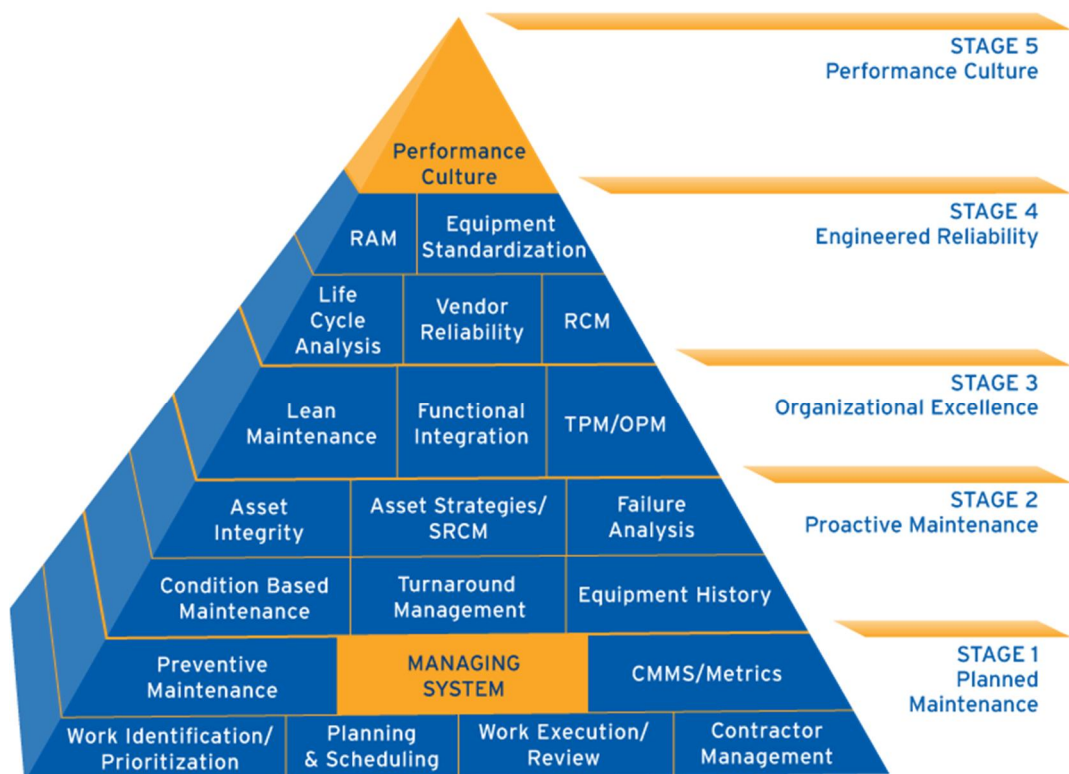 STAGE 5
Performance Culture
Performance
Culture
STAGE 4
Engineered Reliability
RAM
Equipment
Standardization
Life
Cycle
Analysis
Vendor
Reliability
RCM
STAGE 3
Organizational Excellence
Lean
Maintenance
Functional
Integration
TPM/OPM
STAGE 2
Proactive Maintenance
Asset
Integrity
Asset Strategies/
SRCM
Failure
Analysis
Condition Based
Maintenance
Turnaround
Management
Equipment History
STAGE 1
Planned
Maintenance
Preventive
Maintenance
MANAGING
SYSTEM
CMMS/Metrics
Work Identification/
Prioritization
Planning
& Scheduling
Work Execution/
Review
Contractor
Management